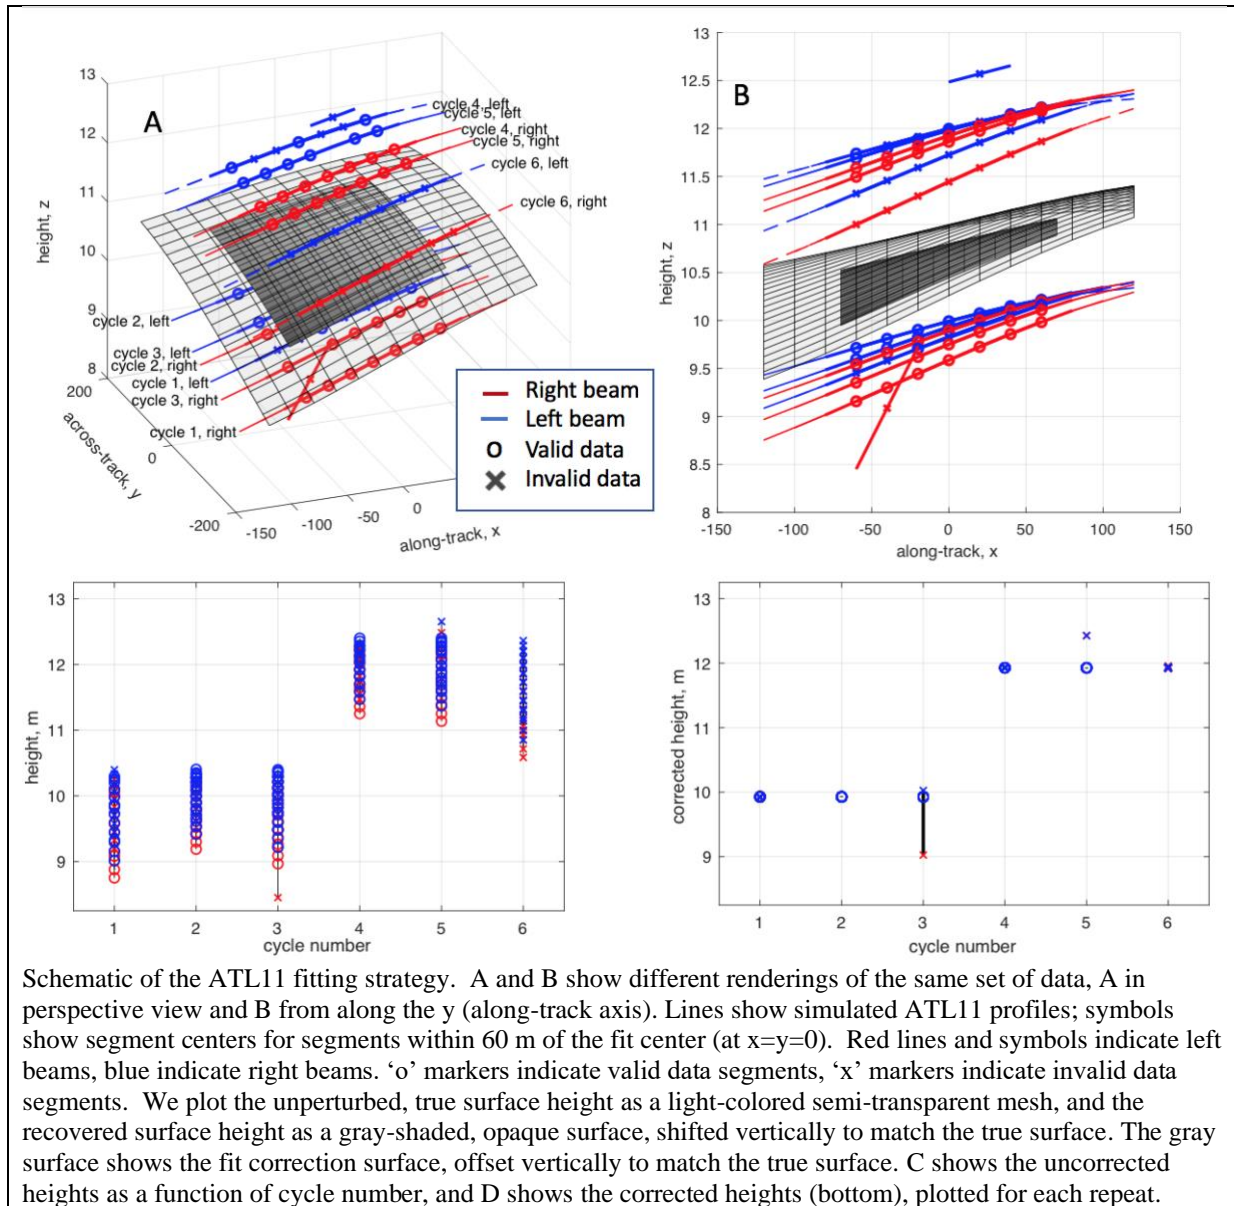 A
13
12
11
10
9
8
height, z
200
0
-200
across-track, y
-150
-100
-50
0
along-track, x
cycle 4, left
cycle 5, left
cycle 4, right
cycle 5, right
cycle 6, left
cycle 6, right
cycle 2, left
cycle 3, left
cycle 2, right
cycle 1, left
cycle 3, right
cycle 1, right
Right beam
Left beam
Valid data
Invalid data
B
13
12.5
12
11.5
11
10.5
10
9.5
9
8.5
8
height, z
-150
-100
-50
0
50
100
150
along-track, x
13
12
11
10
9
height, m
1
2
3
4
5
6
cycle number
13
12
11
10
9
corrected height, m
1
2
3
4
5
6
cycle number
Schematic of the ATL11 fitting strategy. A and B show different renderings of the same set of data, A in
perspective view and B from along the y (along-track axis). Lines show simulated ATL11 profiles; symbols
show segment centers for segments within 60 m of the fit center (at x=y=0). Red lines and symbols indicate left
beams, blue indicate right beams. ‘o’ markers indicate valid data segments, ‘x’ markers indicate invalid data
segments. We plot the unperturbed, true surface height as a light-colored semi-transparent mesh, and the
recovered surface height as a gray-shaded, opaque surface, shifted vertically to match the true surface. The gray
surface shows the fit correction surface, offset vertically to match the true surface. C shows the uncorrected
heights as a function of cycle number, and D shows the corrected heights (bottom), plotted for each repeat.